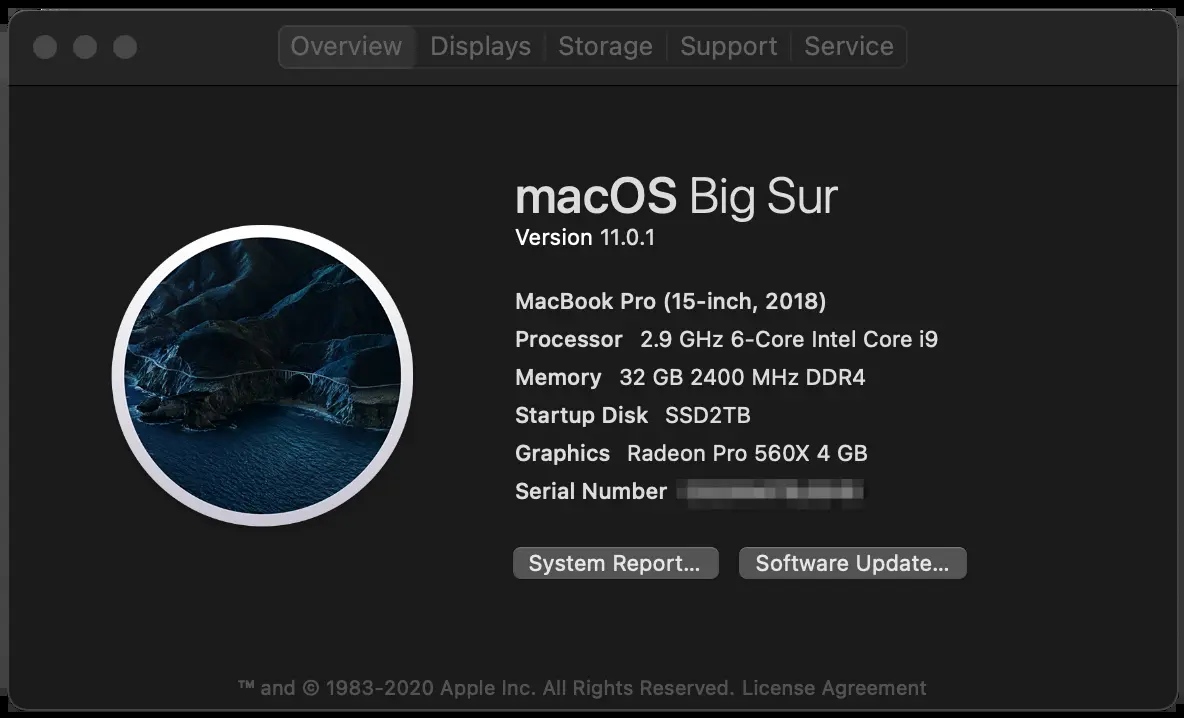 Overview Displays Storage Support Service
macOS Big Sur
Version 11.0.1
MacBook Pro (15-inch, 2018)
Processor 2.9 GHz 6-Core Intel Core i9
Memory 32 GB 2400 MHz DDR4
Startup Disk SSD2TB
Graphics Radeon Pro 560X 4 GB
Serial Number
System Report... Software Update...
™ and © 1983-2020 Apple Inc. All Rights Reserved. License Agreement